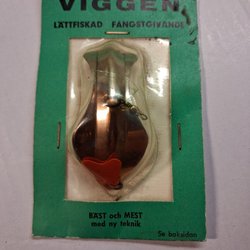 VIGGEN
LÄTTFISKAD FÅNGSTGIVANDE
BÄST och MEST
med ny teknik
Se baksidan